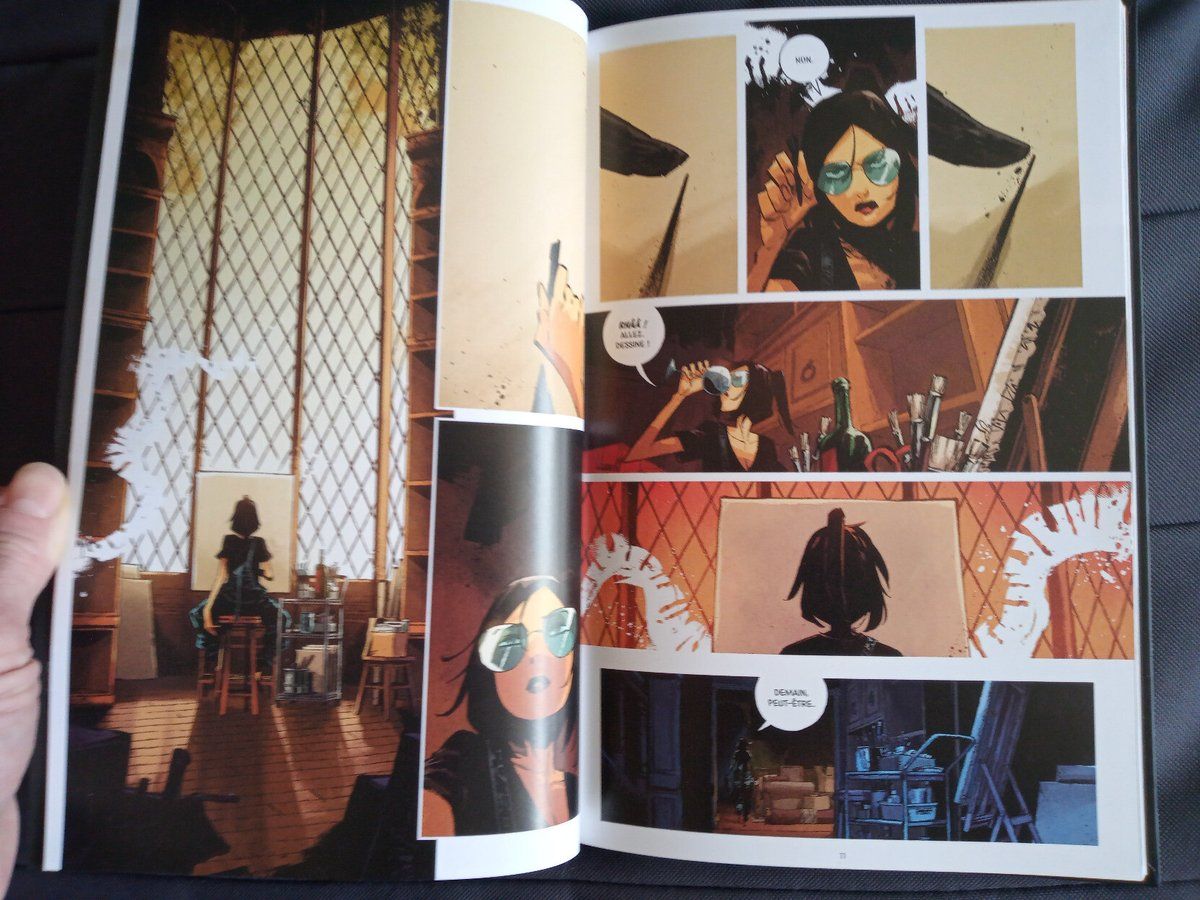 NON.
RHÂÂ !
ALLEZ,
DESSINE !
DEMAIN,
PEUT-ÊTRE..